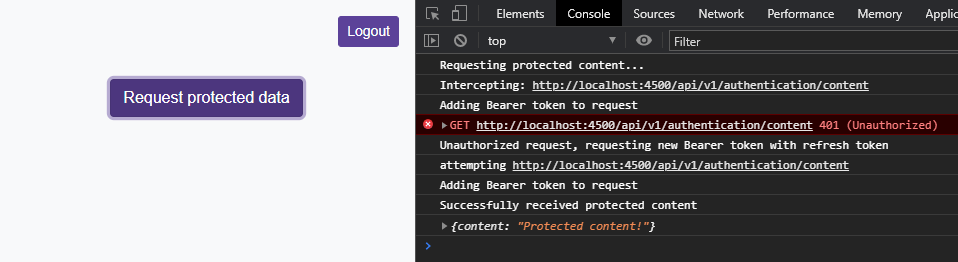 Logout
Request protected data
Elements Console Sources Network Performance Memory Applic
top Filter
Requesting protected content...
Intercepting: http://localhost:4500/api/v1/authentication/content
Adding Bearer token to request
GET http://localhost:4500/api/v1/authentication/content 401 (Unauthorized)
Unauthorized request, requesting new Bearer token with refresh token
attempting http://localhost:4500/api/v1/authentication/content
Adding Bearer token to request
Successfully received protected content
{content: "Protected content!"}